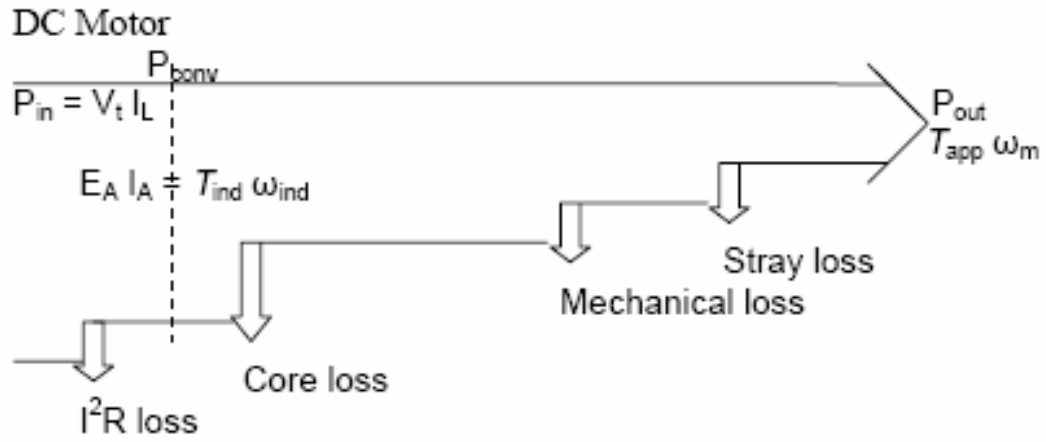 DC Motor
Pconv
Pin = Vt IL
Pout
Tapp ωm
EA IA = Tind ωind
Stray loss
Mechanical loss
Core loss
I²R loss